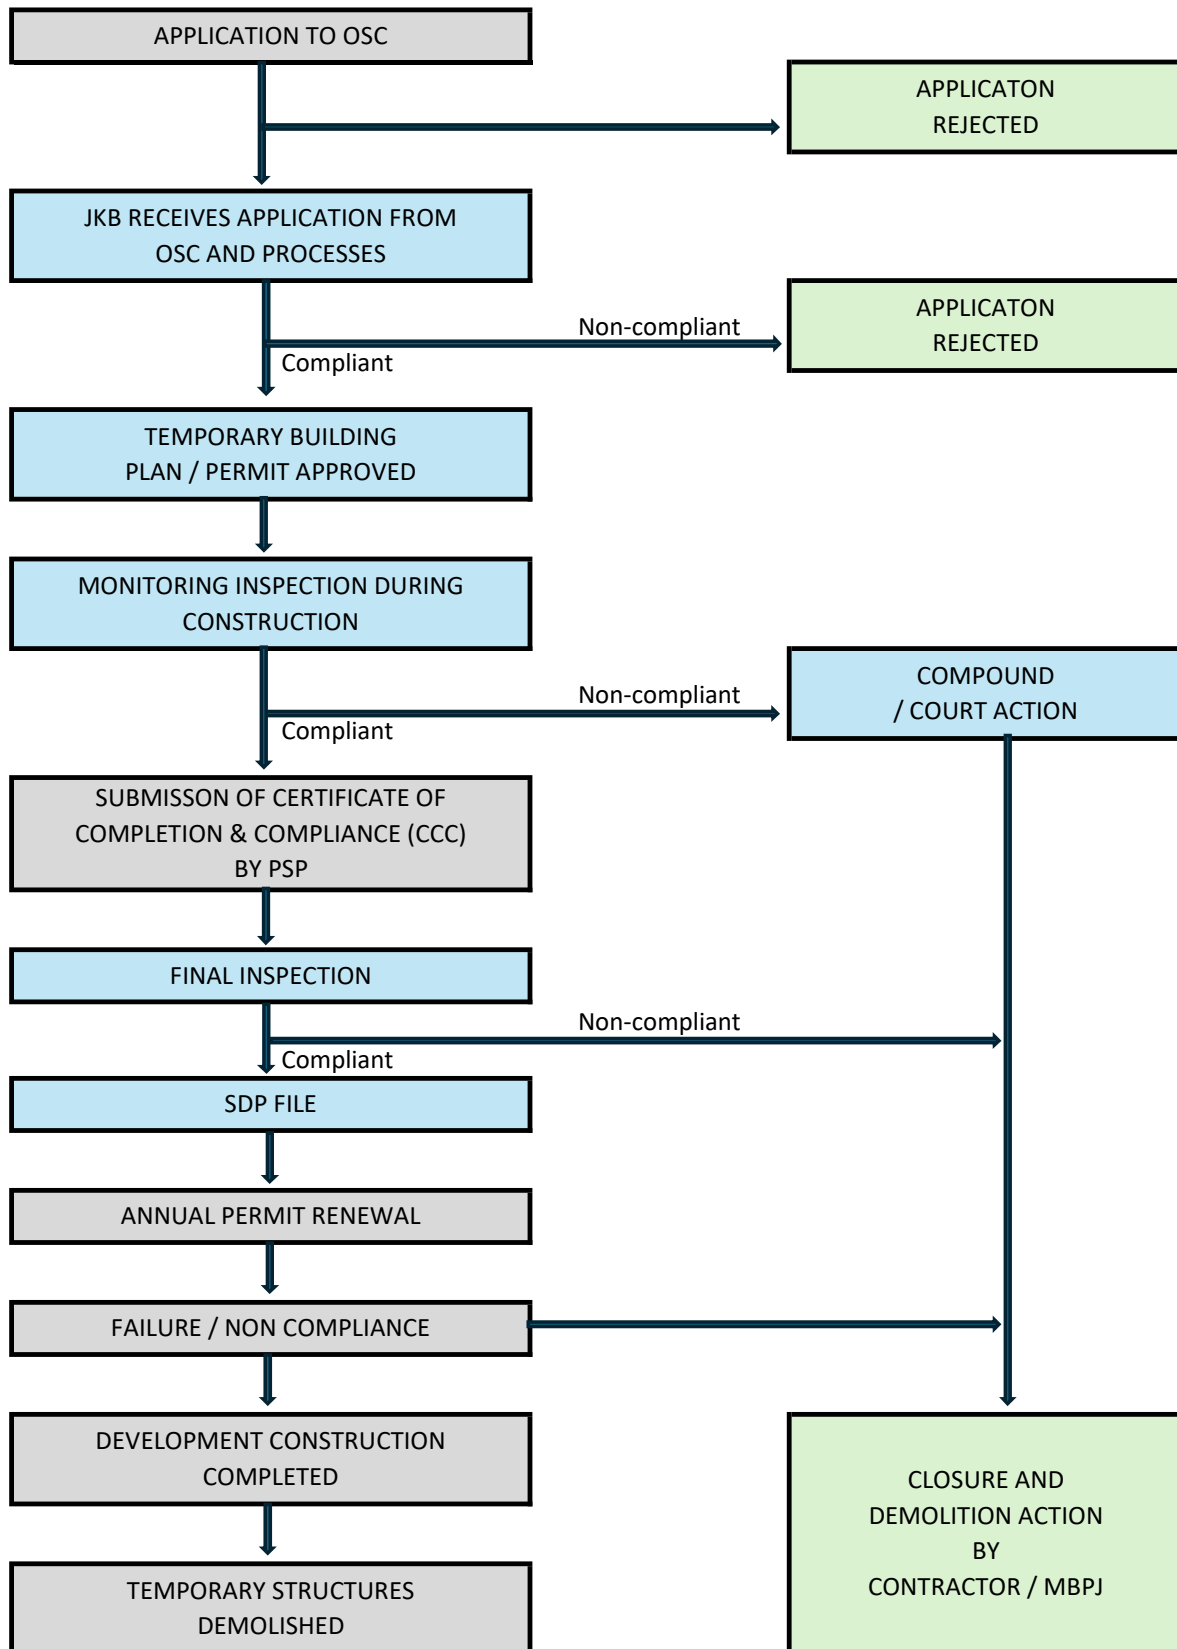 APPLICATION TO OSC
APPLICATON
REJECTED
JKB RECEIVES APPLICATION FROM
OSC AND PROCESSES
APPLICATON
REJECTED
Non-compliant
Compliant
TEMPORARY BUILDING
PLAN / PERMIT APPROVED
MONITORING INSPECTION DURING
CONSTRUCTION
COMPOUND
/ COURT ACTION
Non-compliant
Compliant
SUBMISSON OF CERTIFICATE OF
COMPLETION & COMPLIANCE (CCC)
BY PSP
FINAL INSPECTION
Non-compliant
Compliant
SDP FILE
ANNUAL PERMIT RENEWAL
FAILURE / NON COMPLIANCE
DEVELOPMENT CONSTRUCTION
COMPLETED
CLOSURE AND
DEMOLITION ACTION
BY
CONTRACTOR / MBPJ
TEMPORARY STRUCTURES
DEMOLISHED